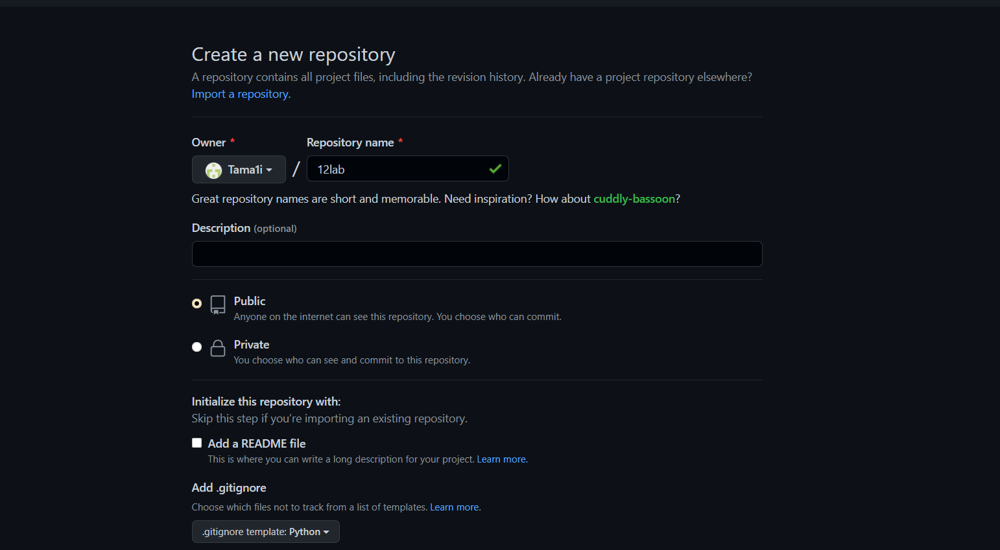 Create a new repository
A repository contains all project files, including the revision history. Already have a project repository elsewhere?
Import a repository.
Owner *
Repository name *
Tama1i
/
12lab
Great repository names are short and memorable. Need inspiration? How about cuddly-bassoon?
Description (optional)
Public
Anyone on the internet can see this repository. You choose who can commit.
Private
You choose who can see and commit to this repository.
Initialize this repository with:
Skip this step if you’re importing an existing repository.
Add a README file
This is where you can write a long description for your project. Learn more.
Add .gitignore
Choose which files not to track from a list of templates. Learn more.
.gitignore template: Python